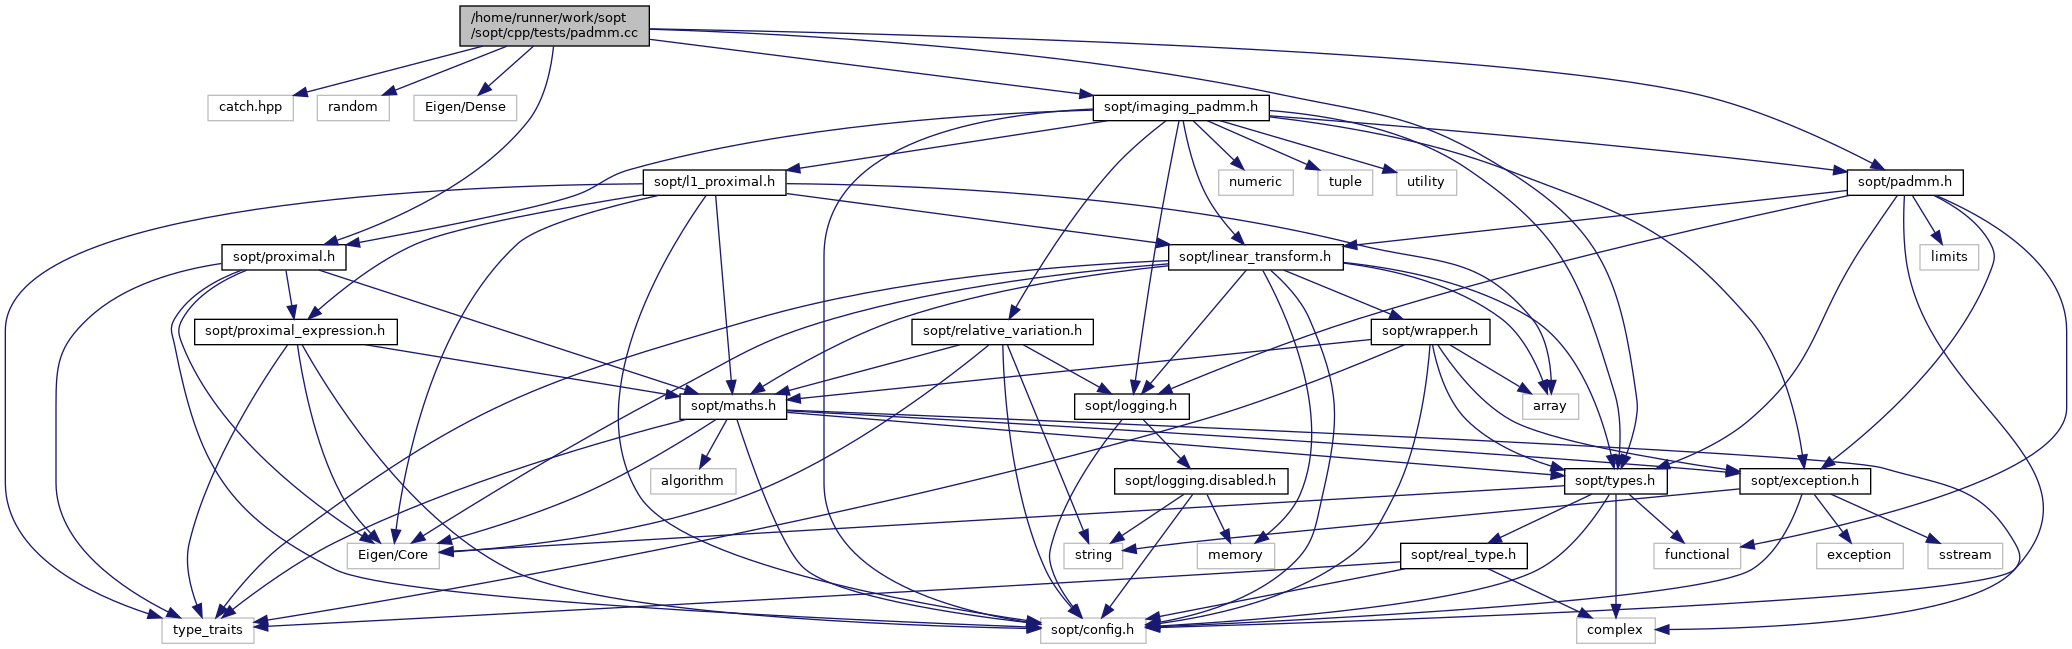 /home/runner/work/sopt
/sopt/cpp/tests/padmm.cc
catch.hpp
random
Eigen/Dense
sopt/imaging_padmm.h
sopt/l1_proximal.h
numeric
tuple
utility
sopt/padmm.h
sopt/proximal.h
sopt/linear_transform.h
limits
sopt/proximal_expression.h
sopt/relative_variation.h
sopt/wrapper.h
sopt/maths.h
sopt/logging.h
array
algorithm
sopt/logging.disabled.h
sopt/types.h
sopt/exception.h
Eigen/Core
string
memory
sopt/real_type.h
functional
exception
sstream
type_traits
sopt/config.h
complex